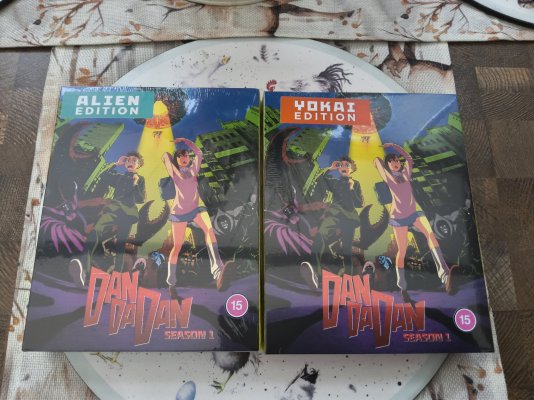 ALIEN
EDITION
DAN
DA DAN
SEASON 1
15
YOKAI
EDITION
DAN
DA DAN
SEASON 1
15